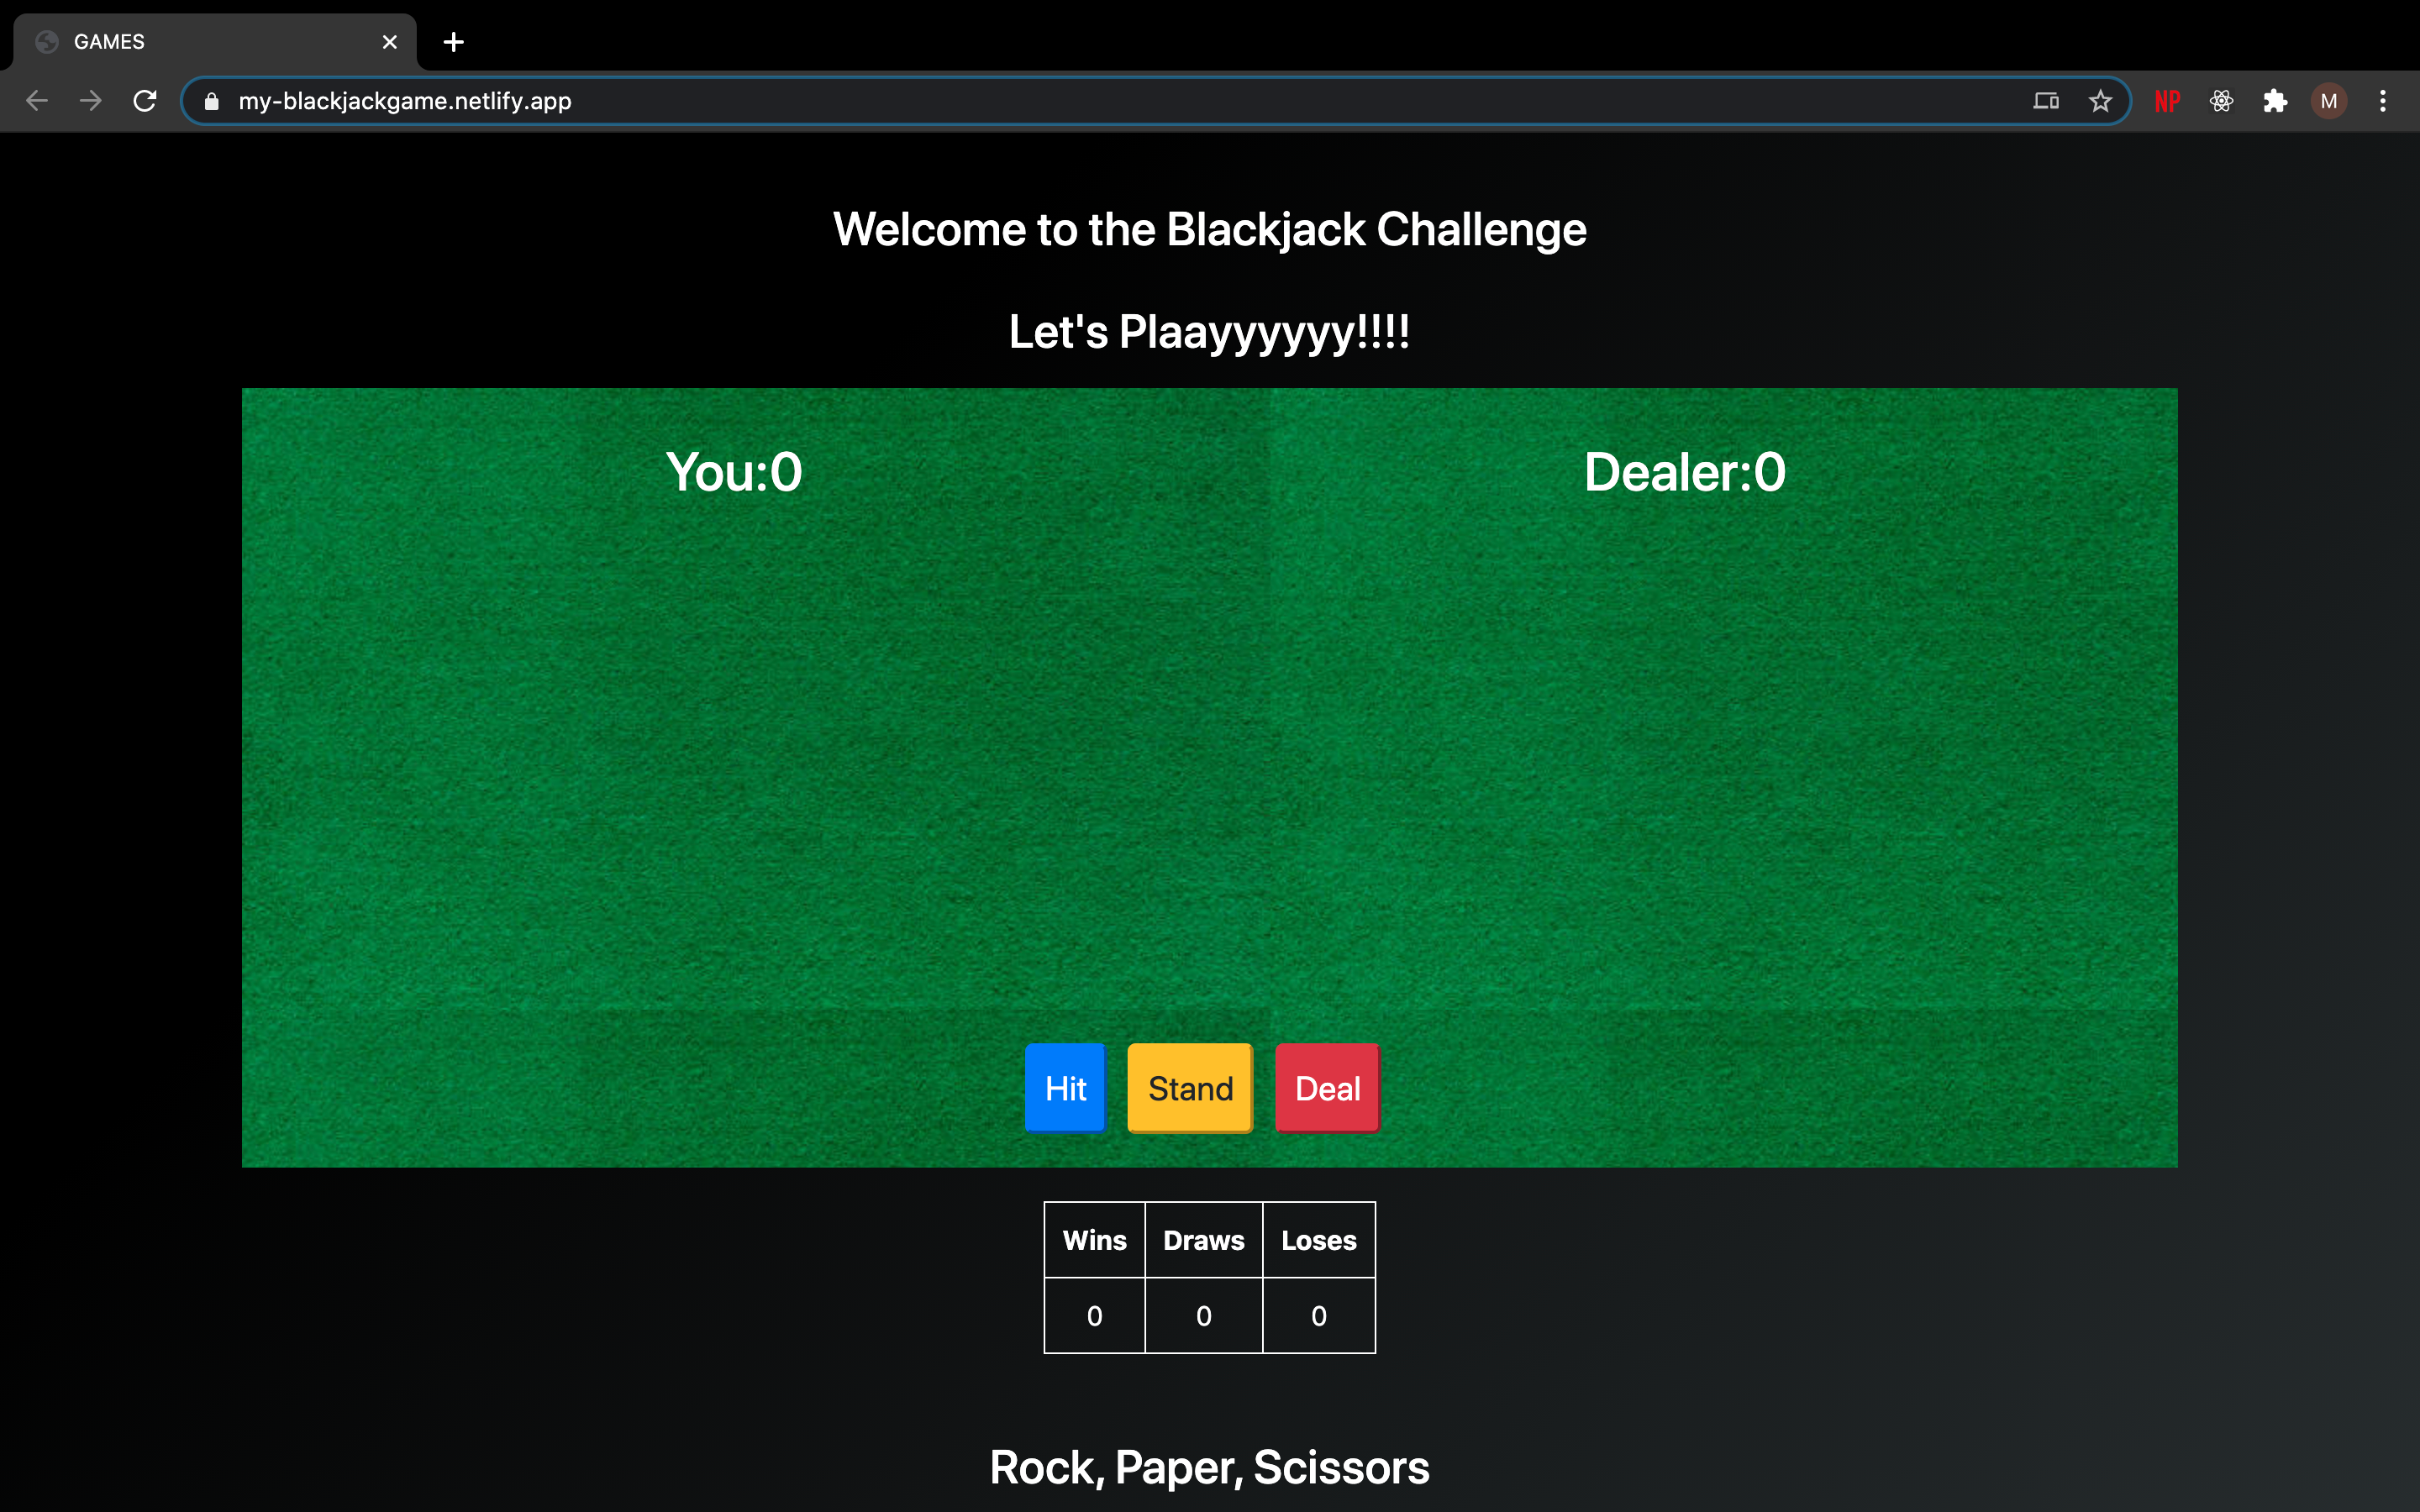 GAMES
my-blackjackgame.netlify.app
NP
M
Welcome to the Blackjack Challenge
Let's Plaayyyyyy!!!!
You:0
Dealer:0
Hit
Stand
Deal
Wins Draws Loses
0 0 0
Rock, Paper, Scissors